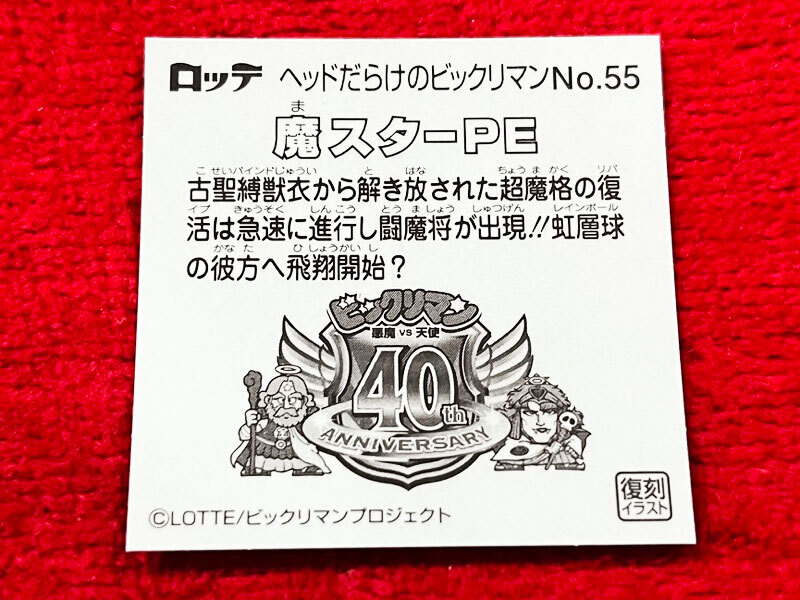 ロッテ ヘッドだらけのビックリマンNo.55
ま
魔スターPE
こせいバインドじゅうい と はな ちょうまかく リバ
古聖縛獣衣から解き放された超魔格の復
イブ きゅうそく しんこう とうましょう しゅつげん レインボール
活は急速に進行し闘魔将が出現!!虹層球
かなた ひしょうかいし
の彼方へ飛翔開始?
ビックリマン
悪魔 VS 天使
40th
ANNIVERSARY
復刻
イラスト
©LOTTE/ビックリマンプロジェクト